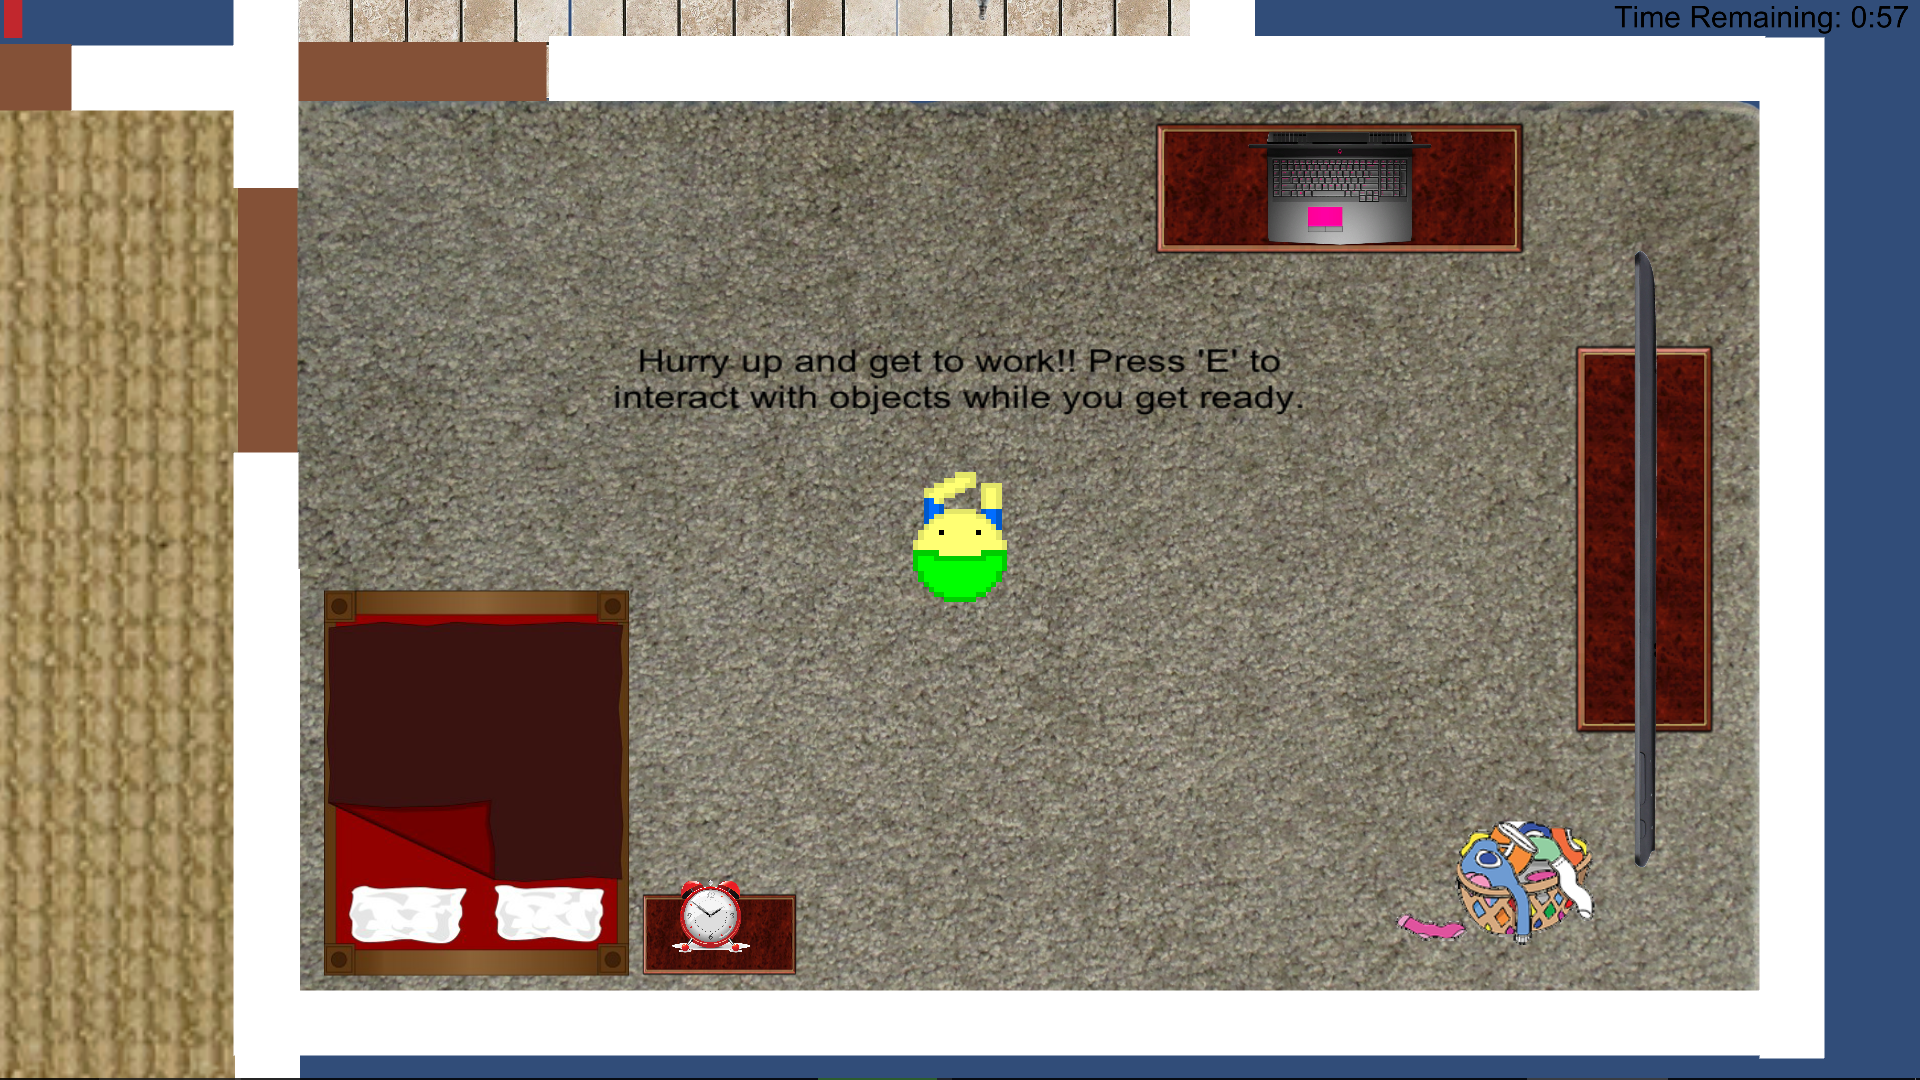 Time Remaining: 0:57
Hurry up and get to work!! Press 'E' to
interact with objects while you get ready.